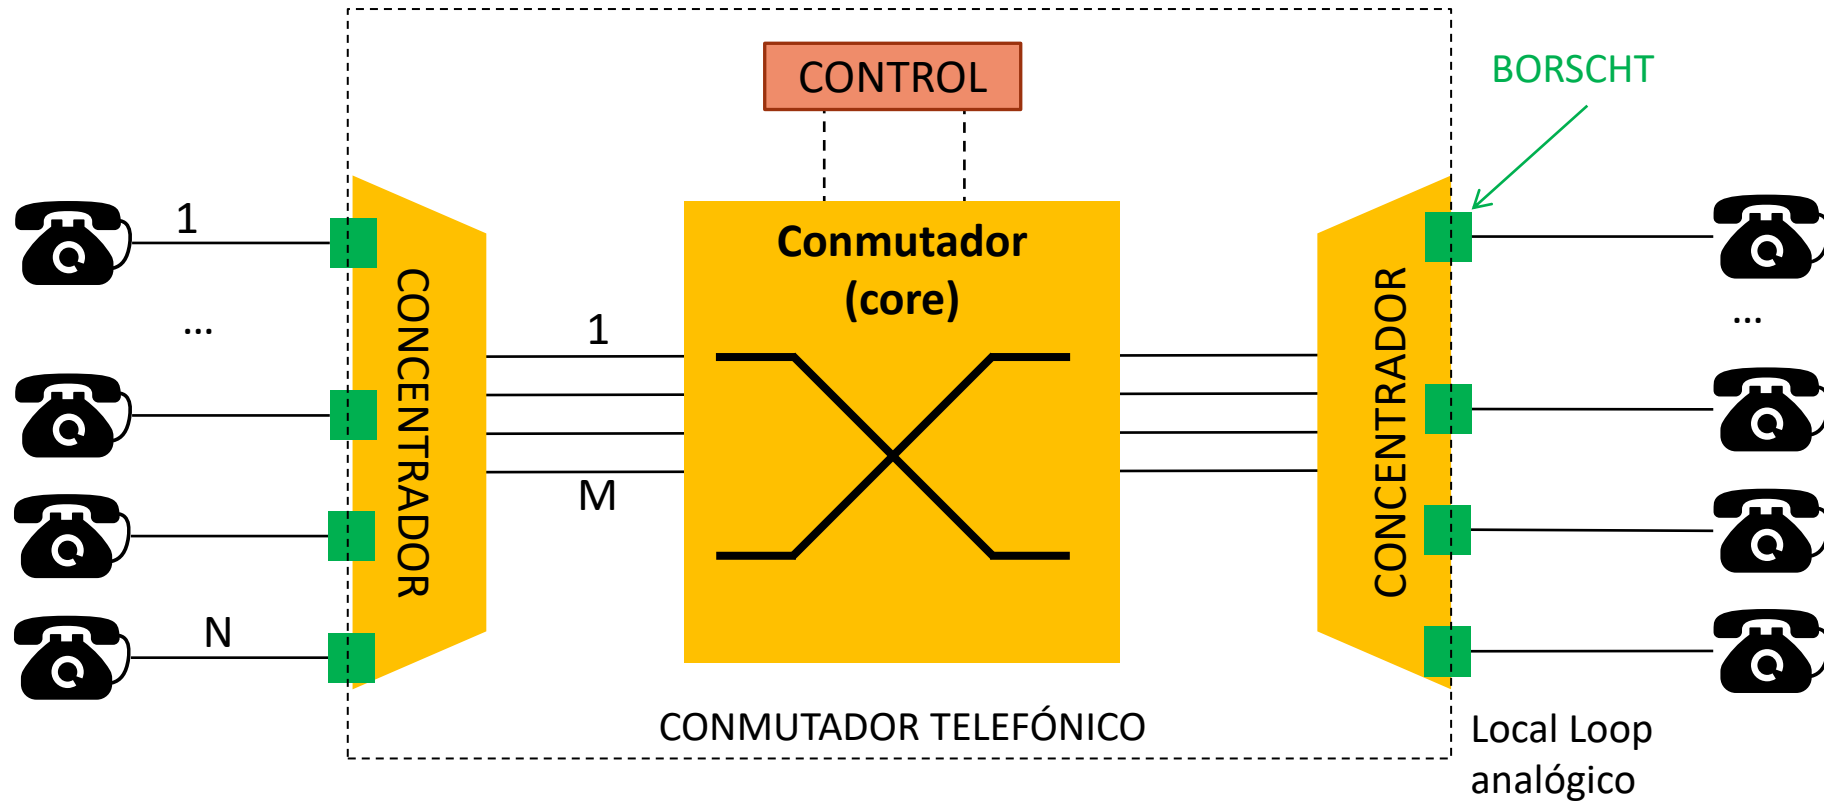 CONTROL
BORSCHT
1
Conmutador
(core)
CONCENTRADOR
CONCENTRADOR
...
1
...
M
N
CONMUTADOR TELEFÓNICO
Local Loop
analógico